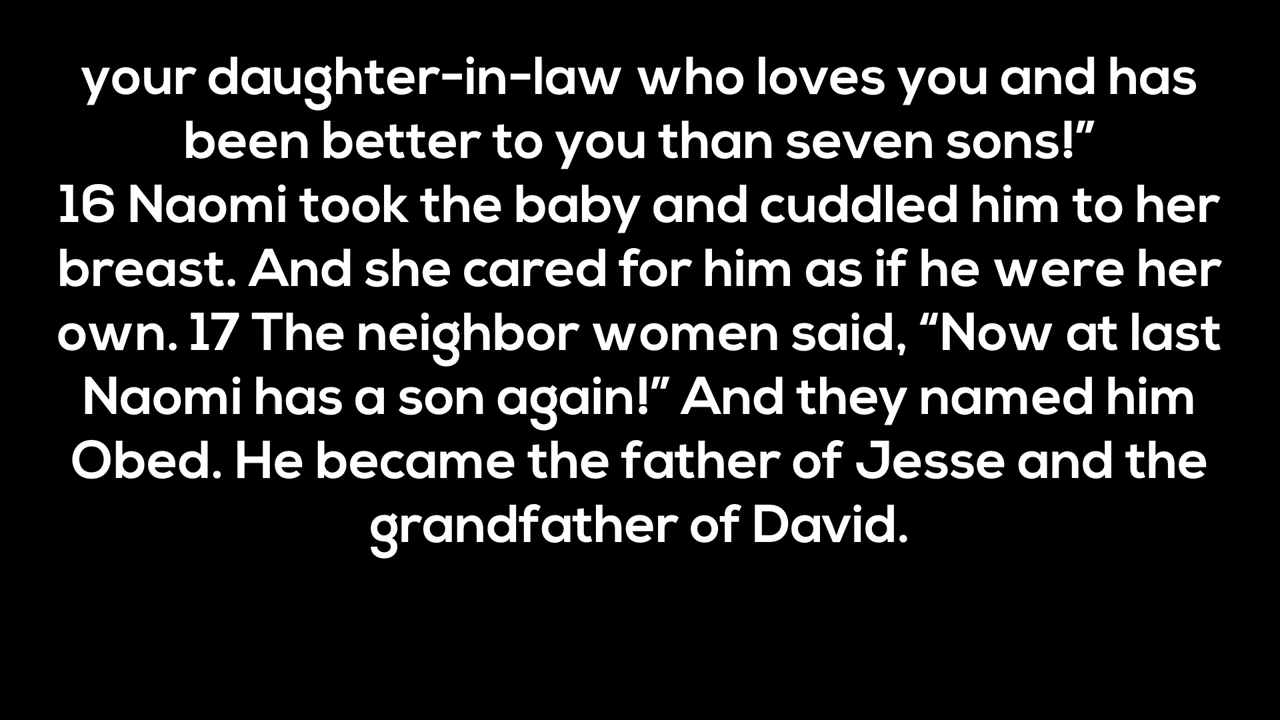 your daughter-in-law who loves you and has
been better to you than seven sons!”
16 Naomi took the baby and cuddled him to her
breast. And she cared for him as if he were her
own. 17 The neighbor women said, “Now at last
Naomi has a son again!” And they named him
Obed. He became the father of Jesse and the
grandfather of David.